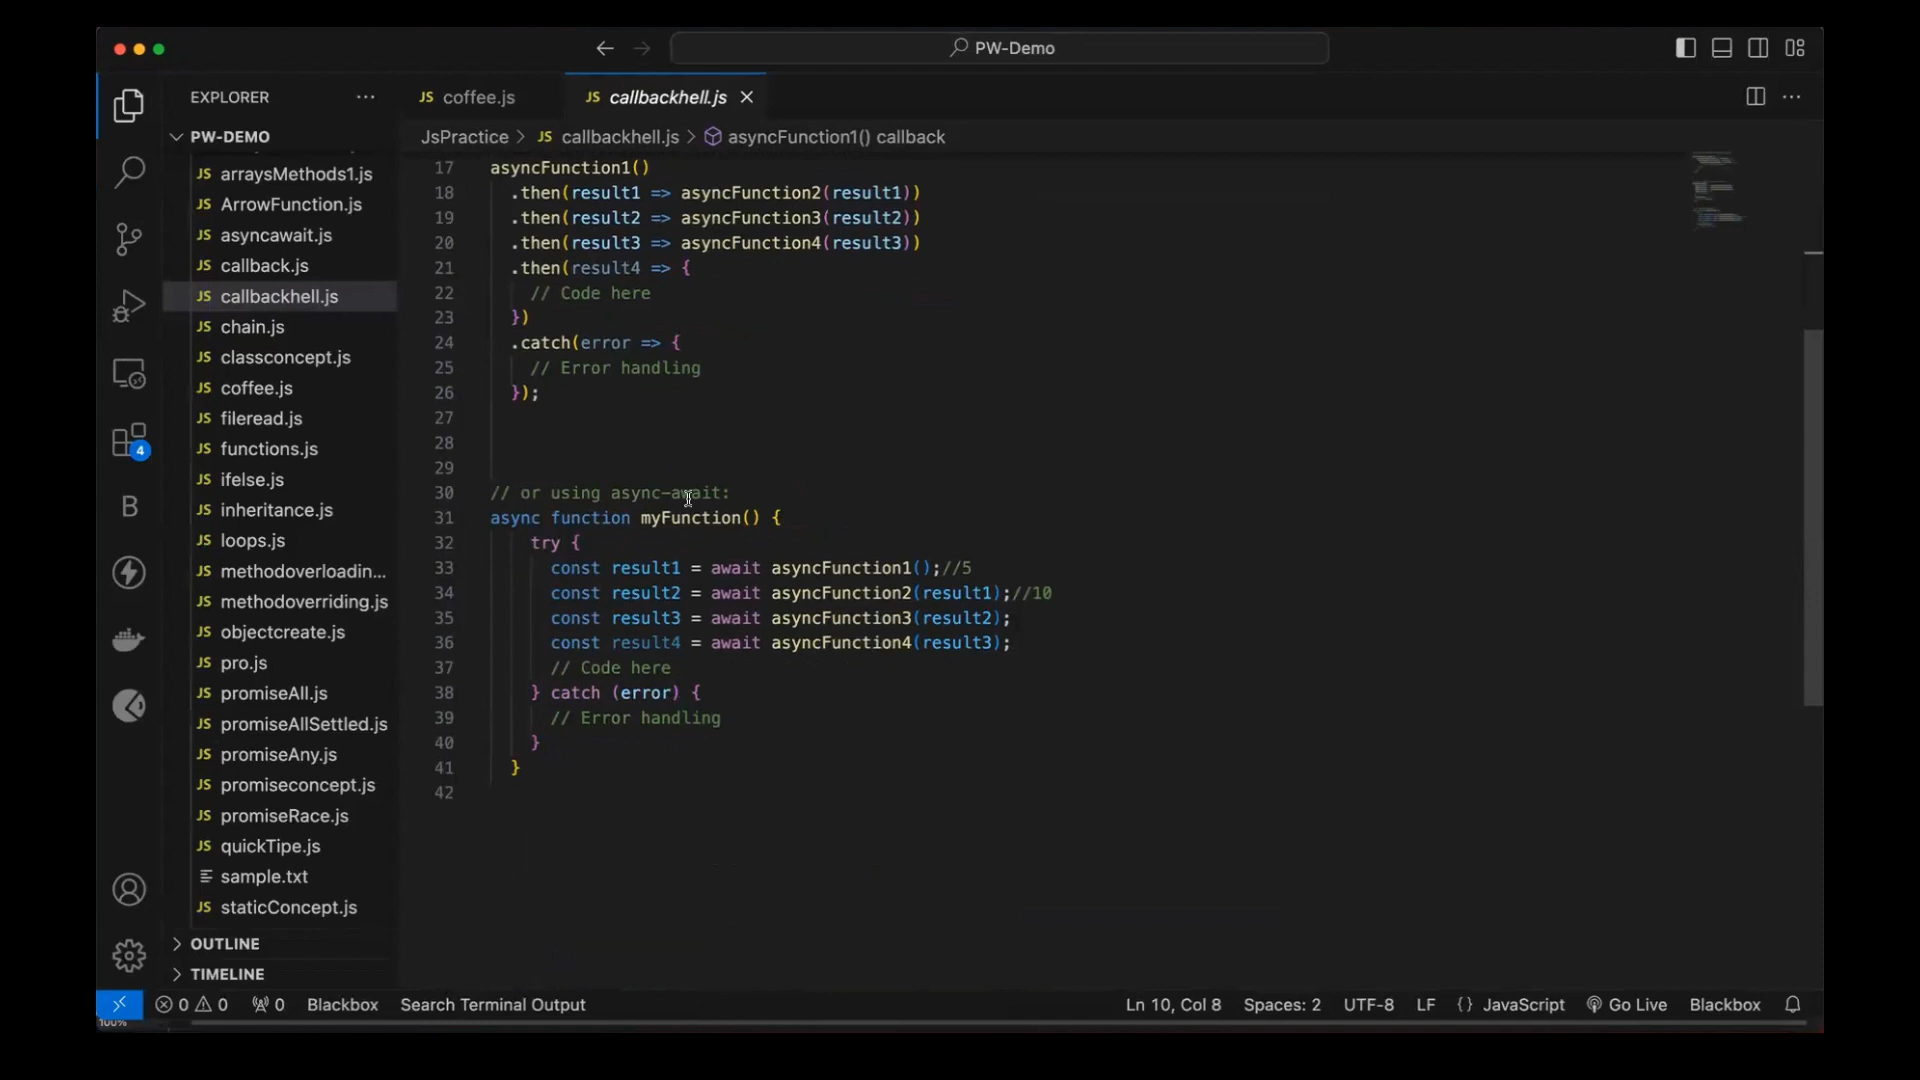 PW-Demo
EXPLORER
PW-DEMO
JS arraysMethods1.js
JS ArrowFunction.js
JS asyncawait.js
JS callback.js
JS callbackhell.js
JS chain.js
JS classconcept.js
JS coffee.js
JS fileread.js
JS functions.js
JS ifelse.js
JS inheritance.js
JS loops.js
JS methodoverloadin...
JS methodoverriding.js
JS objectcreate.js
JS pro.js
JS promiseAll.js
JS promiseAllSettled.js
JS promiseAny.js
JS promiseconcept.js
JS promiseRace.js
JS quickTipe.js
sample.txt
JS staticConcept.js
OUTLINE
TIMELINE
4
B
JS coffee.js JS callbackhell.js
JsPractice > JS callbackhell.js > asyncFunction1() callback
17 asyncFunction1()
18 .then(result1 => asyncFunction2(result1))
19 .then(result2 => asyncFunction3(result2))
20 .then(result3 => asyncFunction4(result3))
21 .then(result4 => {
22 // Code here
23 })
24 .catch(error => {
25 // Error handling
26 });
27
28
29
30 // or using async-await:
31 async function myFunction() {
32 try {
33 const result1 = await asyncFunction1();//5
34 const result2 = await asyncFunction2(result1);//10
35 const result3 = await asyncFunction3(result2);
36 const result4 = await asyncFunction4(result3);
37 // Code here
38 } catch (error) {
39 // Error handling
40 }
41 }
42
0 0 0 Blackbox Search Terminal Output Ln 10, Col 8 Spaces: 2 UTF-8 LF {} JavaScript Go Live Blackbox
100%